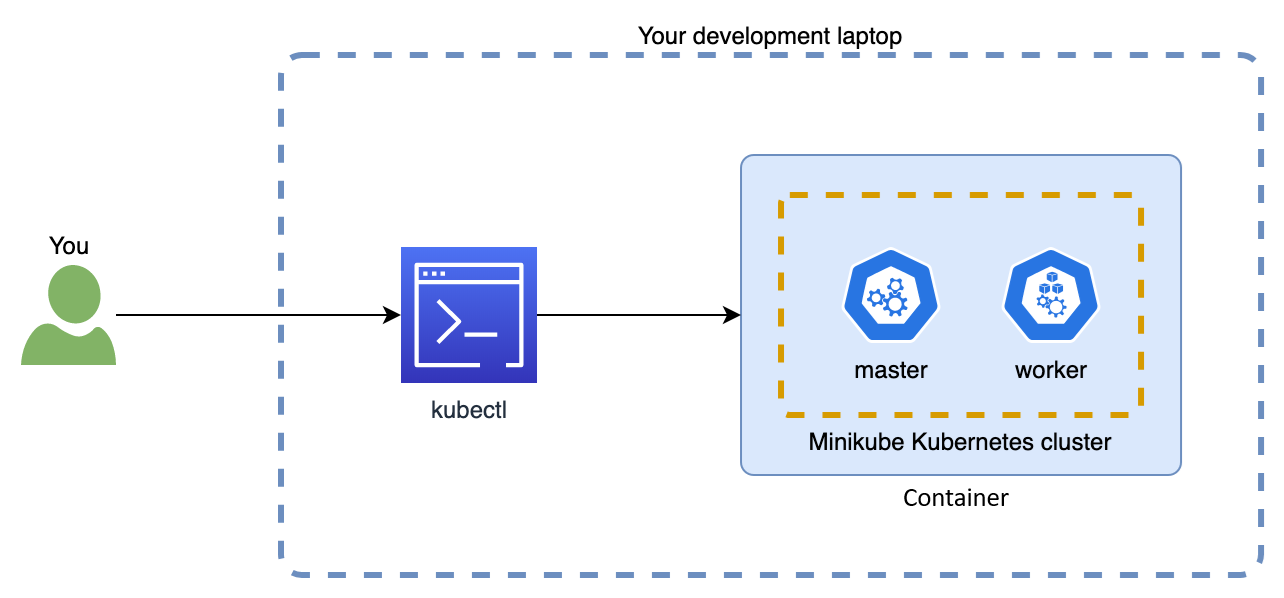 Your development laptop
You
kubectl
master
worker
Minikube Kubernetes cluster
Container